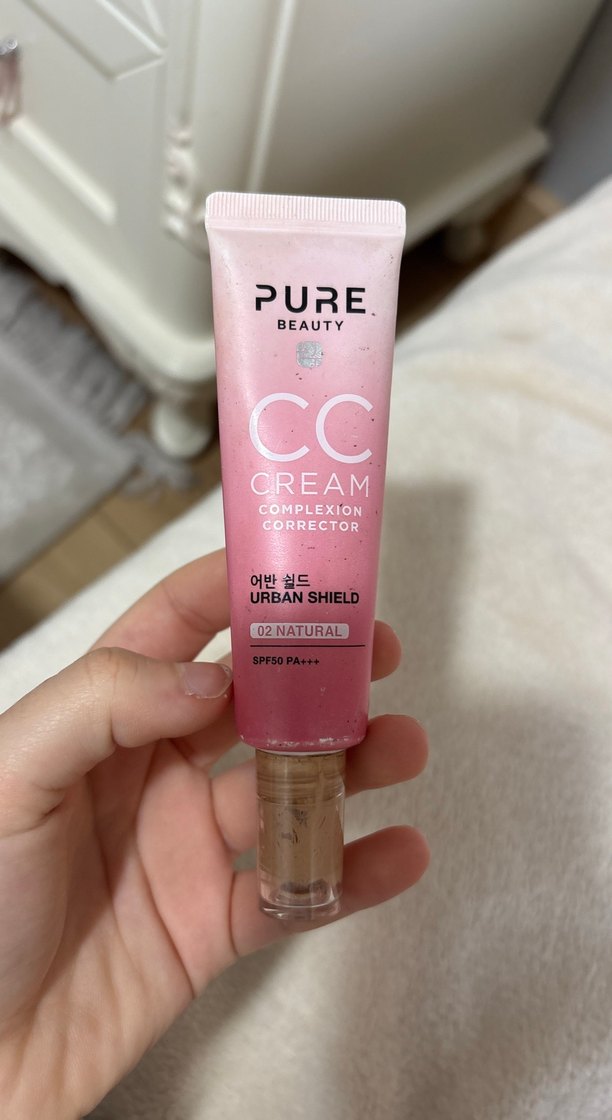 PURE
BEAUTY
CC
CREAM
COMPLEXION
CORRECTOR
어반 쉴드
URBAN SHIELD
02 NATURAL
SPF50 PA+++